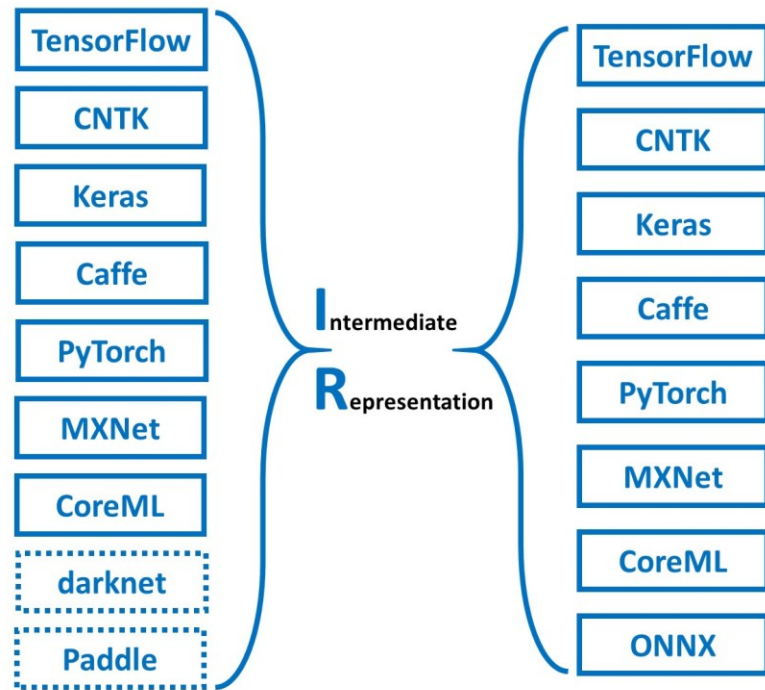 TensorFlow
CNTK
Keras
Caffe
PyTorch
MXNet
CoreML
darknet
Paddle
Intermediate
Representation
TensorFlow
CNTK
Keras
Caffe
PyTorch
MXNet
CoreML
ONNX